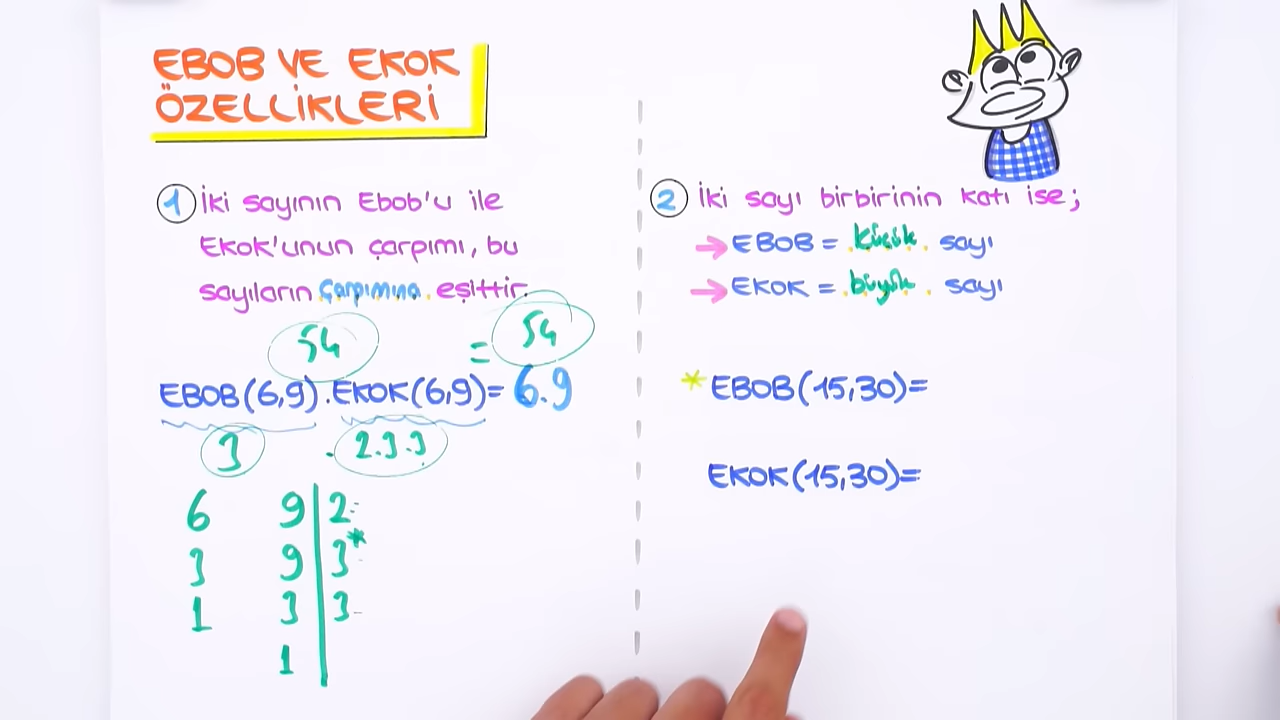 EBOB VE EKOK
ÖZELLİKLERİ
1 İki sayının Ebob'u ile
Ekok'unun çarpımı, bu
sayıların çarpımına eşittir.
54 = 54
EBOB(6,9).EKOK(6,9)= 6.9
3 . 2.3.3
6 9 2
3 9 3*
1 3 3
1
2 İki sayı birbirinin katı ise;
→ EBOB = küçük sayı
→ EKOK = büyük sayı
* EBOB(15,30)=
EKOK(15,30)=